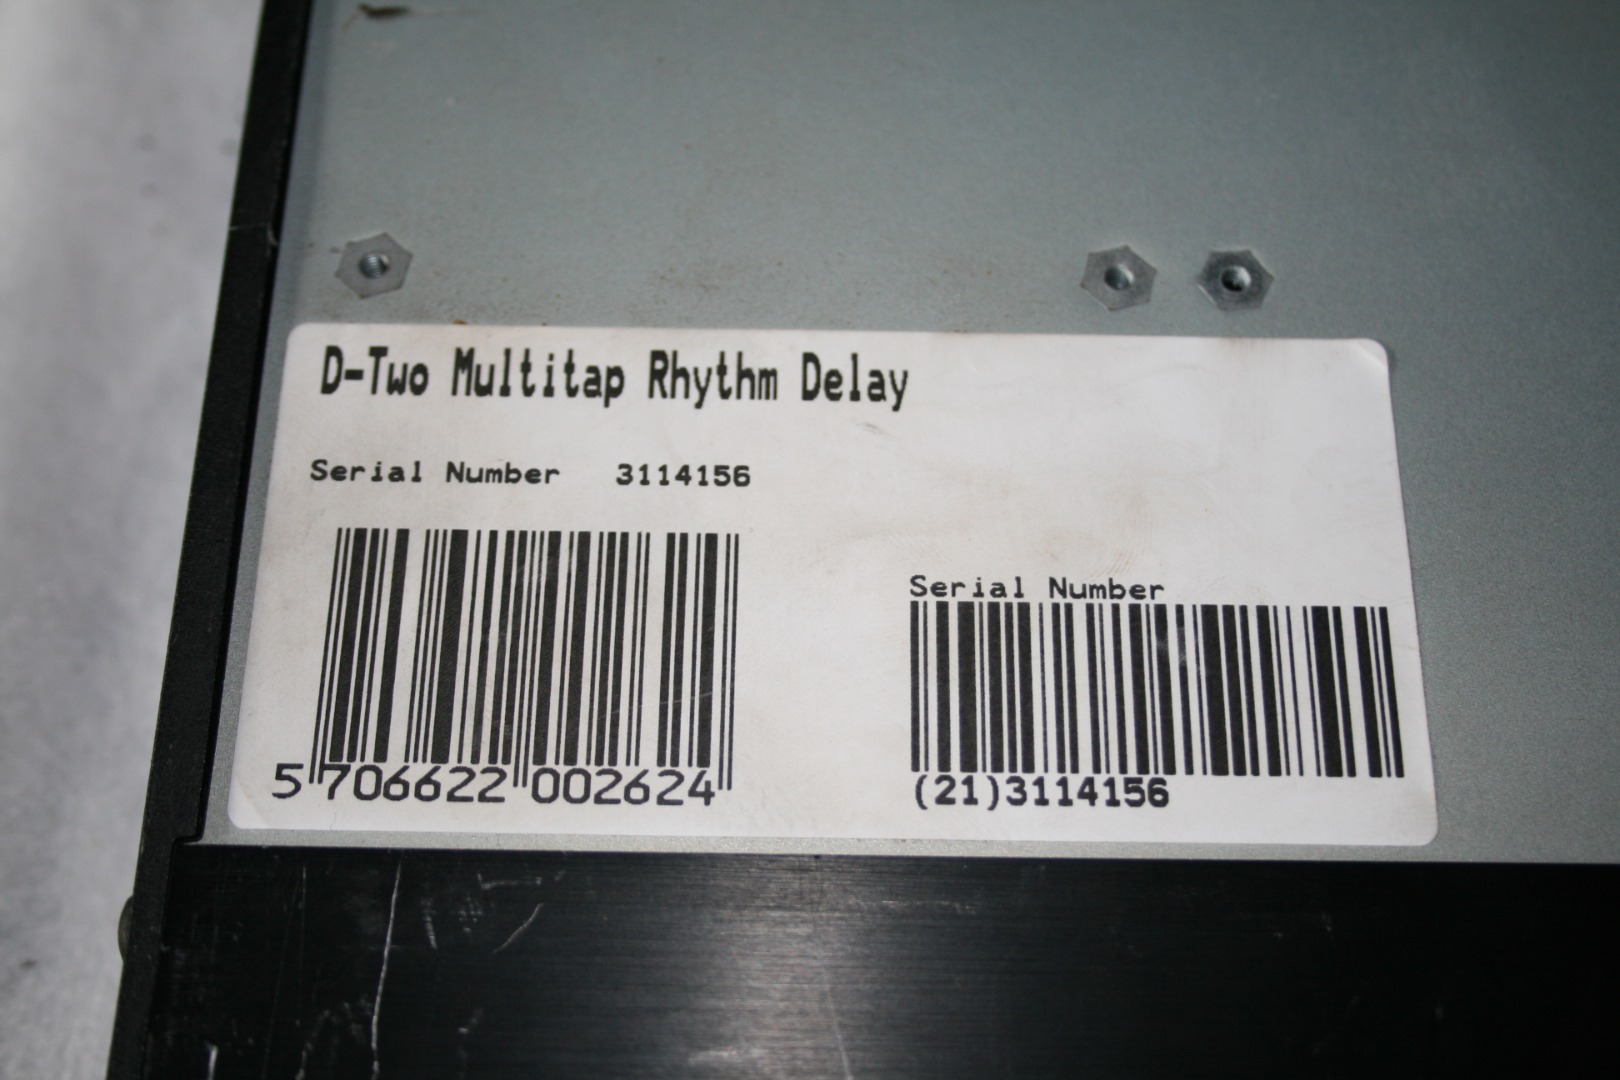 D-Two Multitap Rhythm Delay
Serial Number 3114156
5 706622 002624
Serial Number
(21)3114156